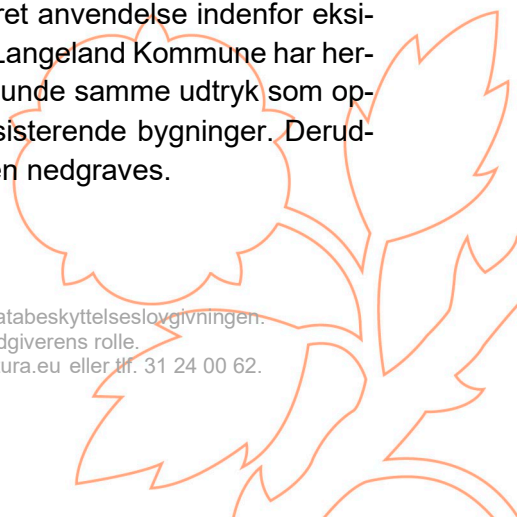 ret anvendelse indenfor eksi-
Langeland Kommune har her-
unde samme udtryk som op-
sisterende bygninger. Derud-
en nedgraves.
atabeskyttelseslovgivningen.
dgiverens rolle.
ura.eu eller tlf. 31 24 00 62.